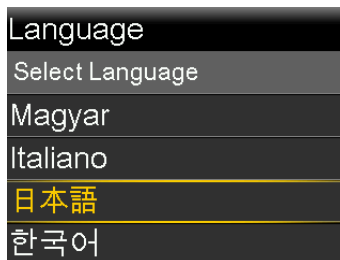 Language
Select Language
Magyar
Italiano
日本語
한국어